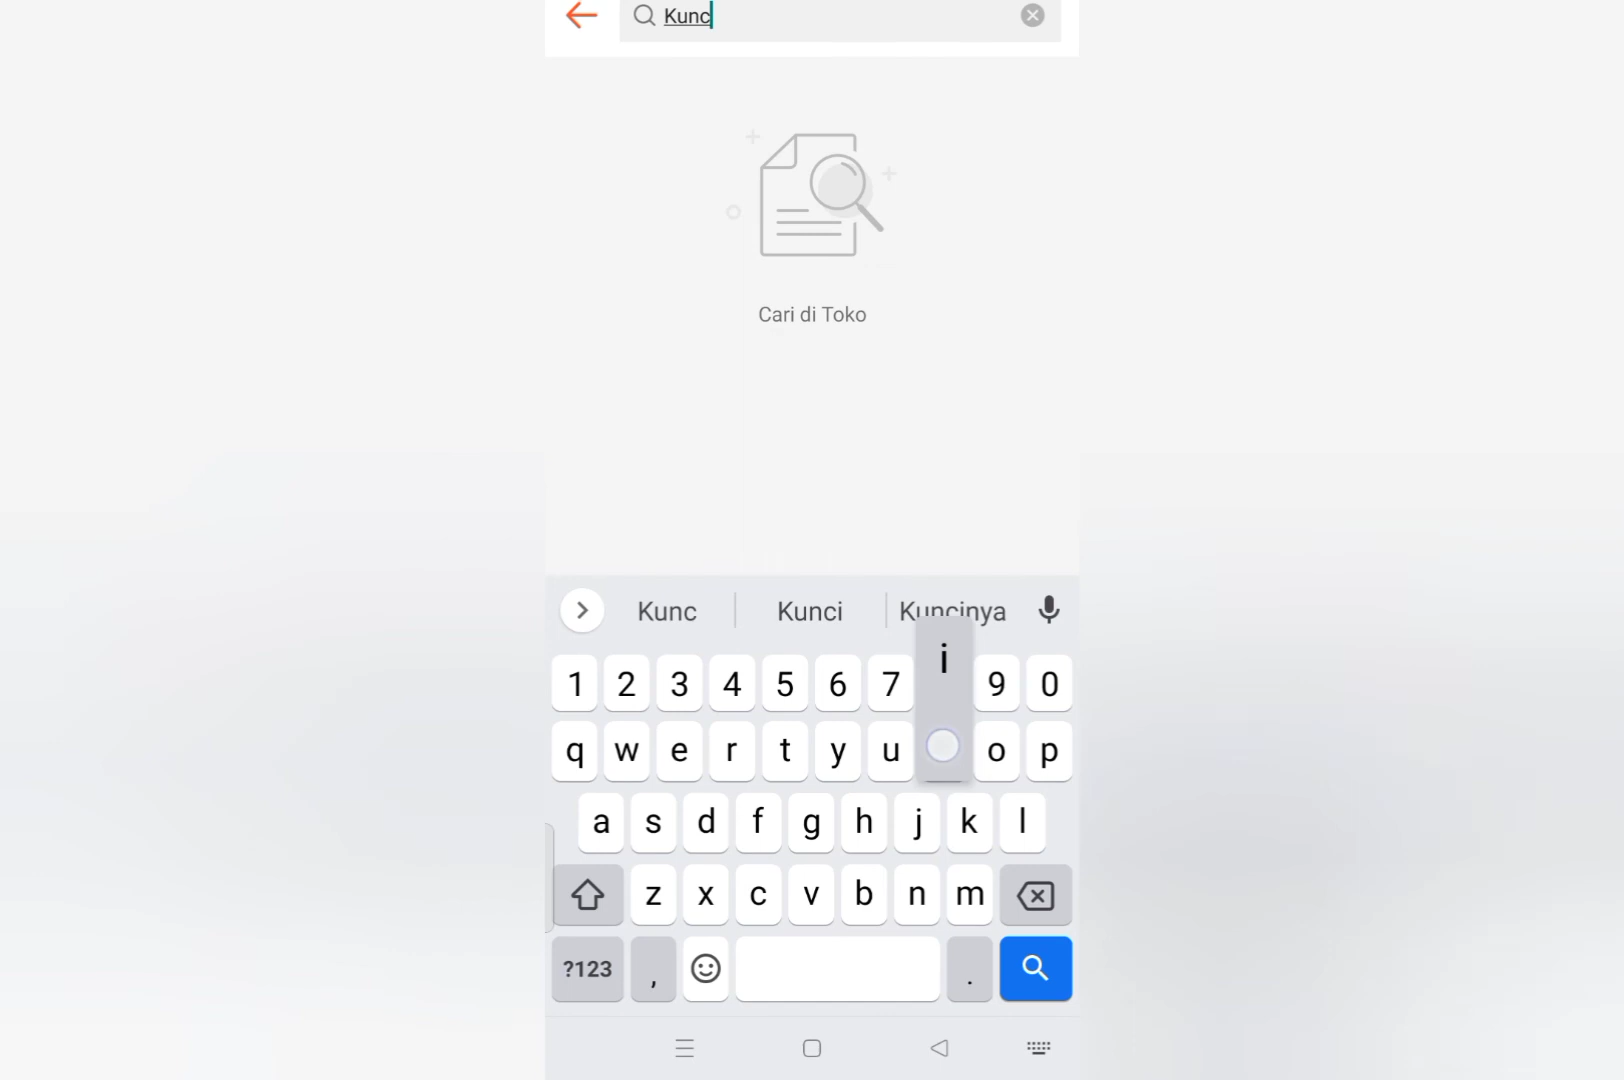 Kunc
Cari di Toko
Kunc Kunci Kuncinya
i
1 2 3 4 5 6 7 9 0
q w e r t y u o p
a s d f g h j k l
z x c v b n m
?123 , .